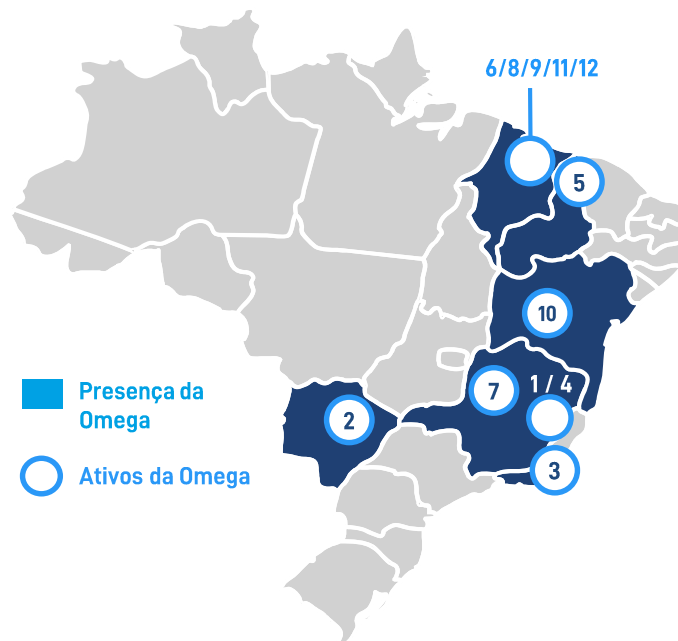 6/8/9/11/12
5
10
7
1 / 4
2
3
Presença da
Omega
Ativos da Omega